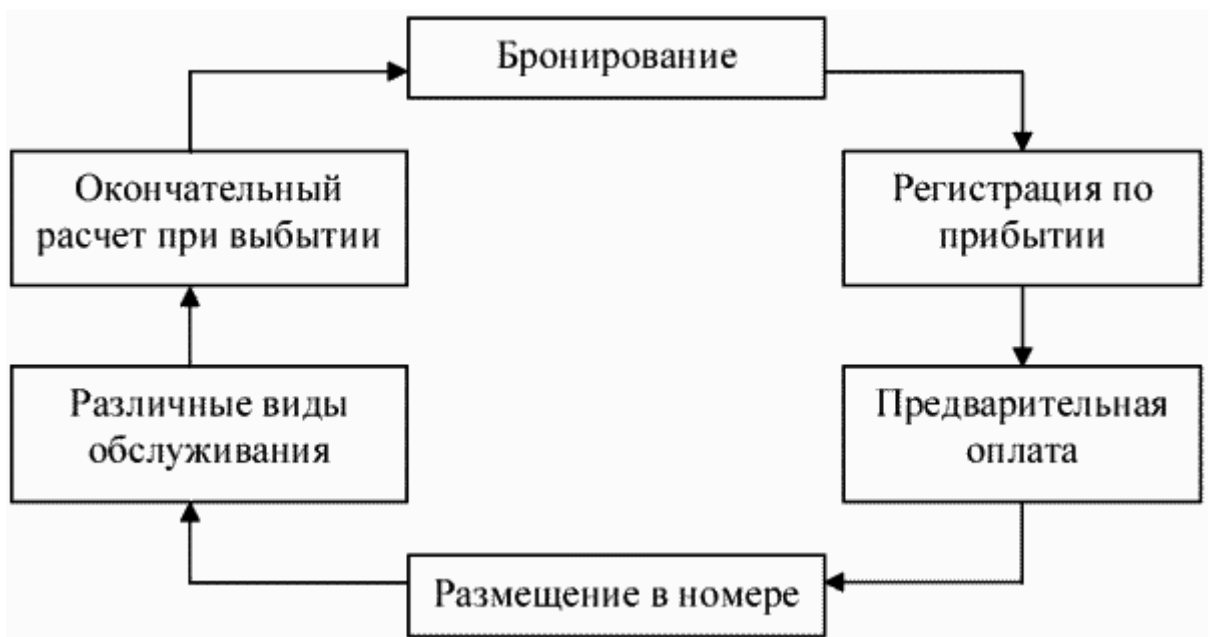 Бронирование
Окончательный
расчет при выбытии
Регистрация по
прибытии
Различные виды
обслуживания
Предварительная
оплата
Размещение в номере